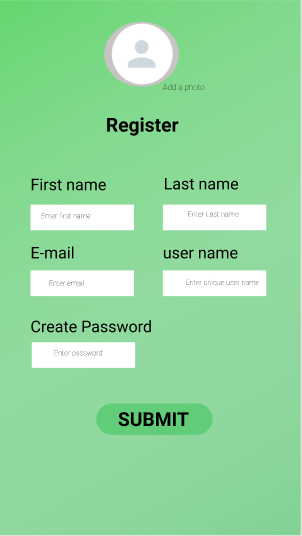 Add a photo
Register
First name
Last name
Enter first name
Enter Last name
E-mail
user name
Enter email
Enter unique user name
Create Password
Enter password
SUBMIT